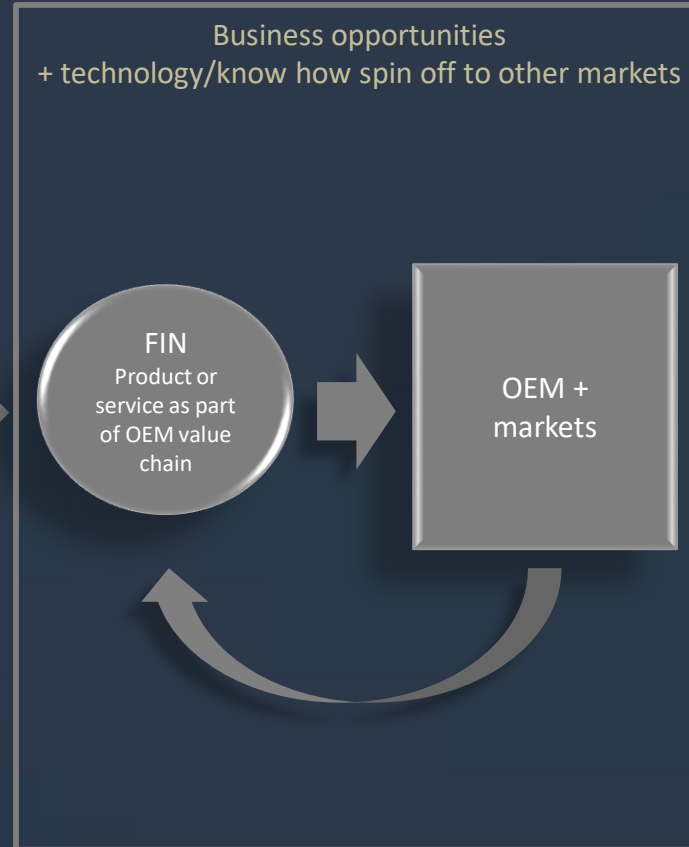 Business opportunities
+ technology/know how spin off to other markets
FIN
Product or
service as part
of OEM value
chain
OEM +
markets